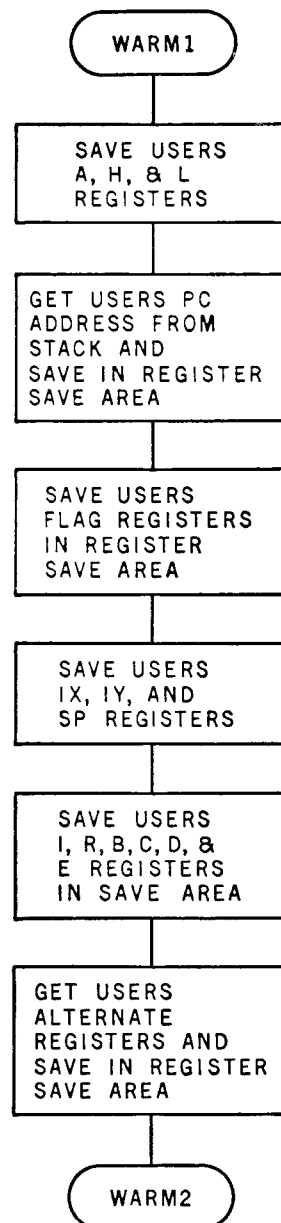 WARM1
SAVE USERS
A, H, & L
REGISTERS
GET USERS PC
ADDRESS FROM
STACK AND
SAVE IN REGISTER
SAVE AREA
SAVE USERS
FLAG REGISTERS
IN REGISTER
SAVE AREA
SAVE USERS
IX, IY, AND
SP REGISTERS
SAVE USERS
I, R, B, C, D, &
E REGISTERS
IN SAVE AREA
GET USERS
ALTERNATE
REGISTERS AND
SAVE IN REGISTER
SAVE AREA
WARM2